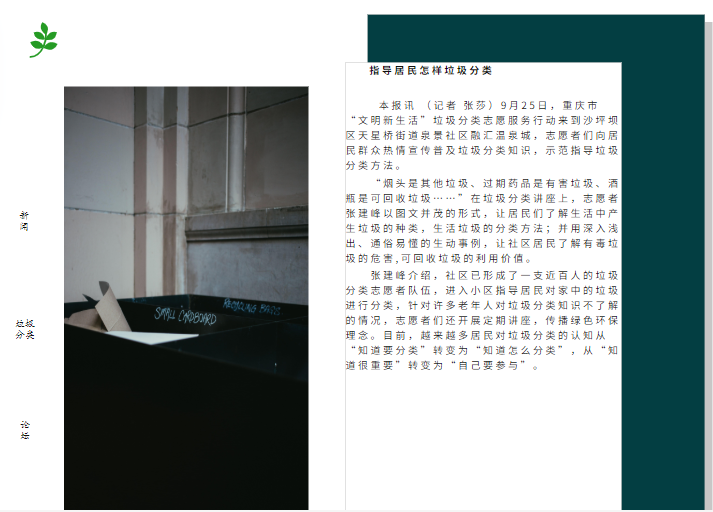 新
闻
垃圾
分类
论
坛
SMALL CARDBOARD
RECYCLING BINS
指导居民怎样垃圾分类
本报讯 （记者 张莎）9月25日，重庆市
“文明新生活”垃圾分类志愿服务行动来到沙坪坝
区天星桥街道泉景社区融汇温泉城，志愿者们向居
民群众热情宣传普及垃圾分类知识，示范指导垃圾
分类方法。
“烟头是其他垃圾、过期药品是有害垃圾、酒
瓶是可回收垃圾……”在垃圾分类讲座上，志愿者
张建峰以图文并茂的形式，让居民们了解生活中产
生垃圾的种类，生活垃圾的分类方法；并用深入浅
出、通俗易懂的生动事例，让社区居民了解有毒垃
圾的危害,可回收垃圾的利用价值。
张建峰介绍，社区已形成了一支近百人的垃圾
分类志愿者队伍，进入小区指导居民对家中的垃圾
进行分类，针对许多老年人对垃圾分类知识不了解
的情况，志愿者们还开展定期讲座，传播绿色环保
理念。目前，越来越多居民对垃圾分类的认知从
“知道要分类”转变为“知道怎么分类”，从“知
道很重要”转变为“自己要参与”。